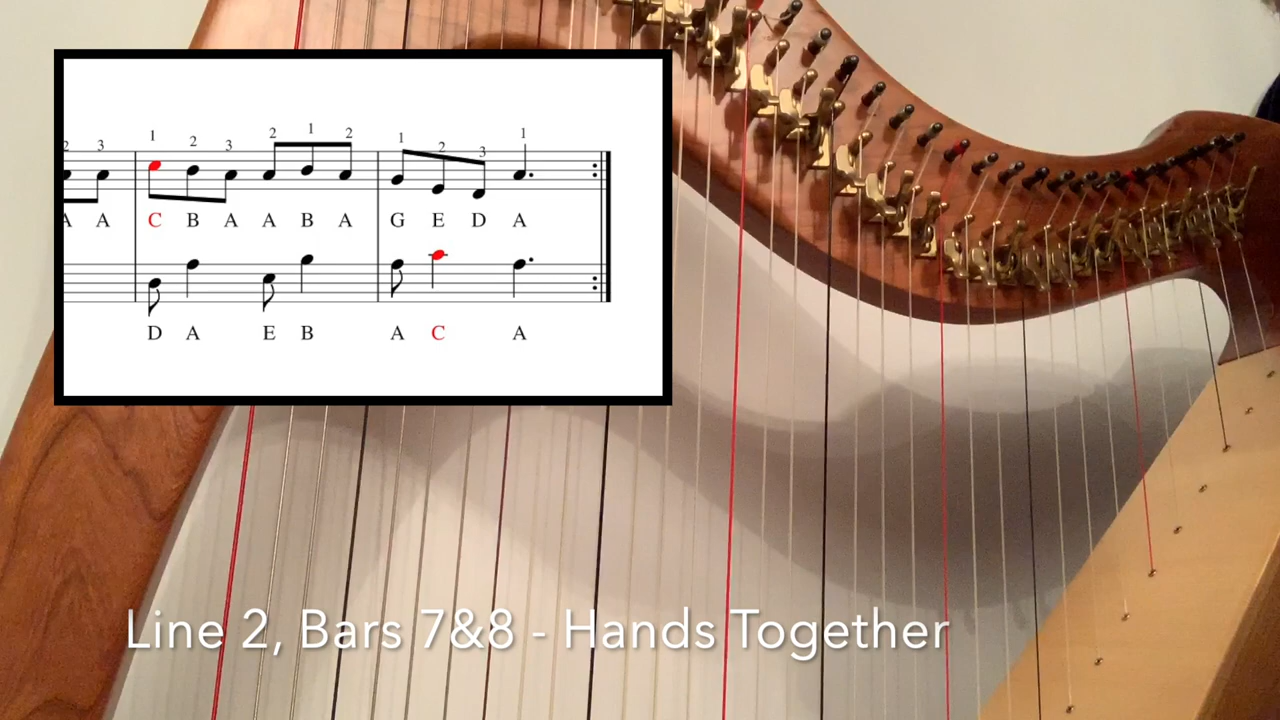 2 3 1 2 3 2 1 2 1 2 3 1
A A C B A A B A G E D A
D A E B A C A
Line 2, Bars 7&8 - Hands Together